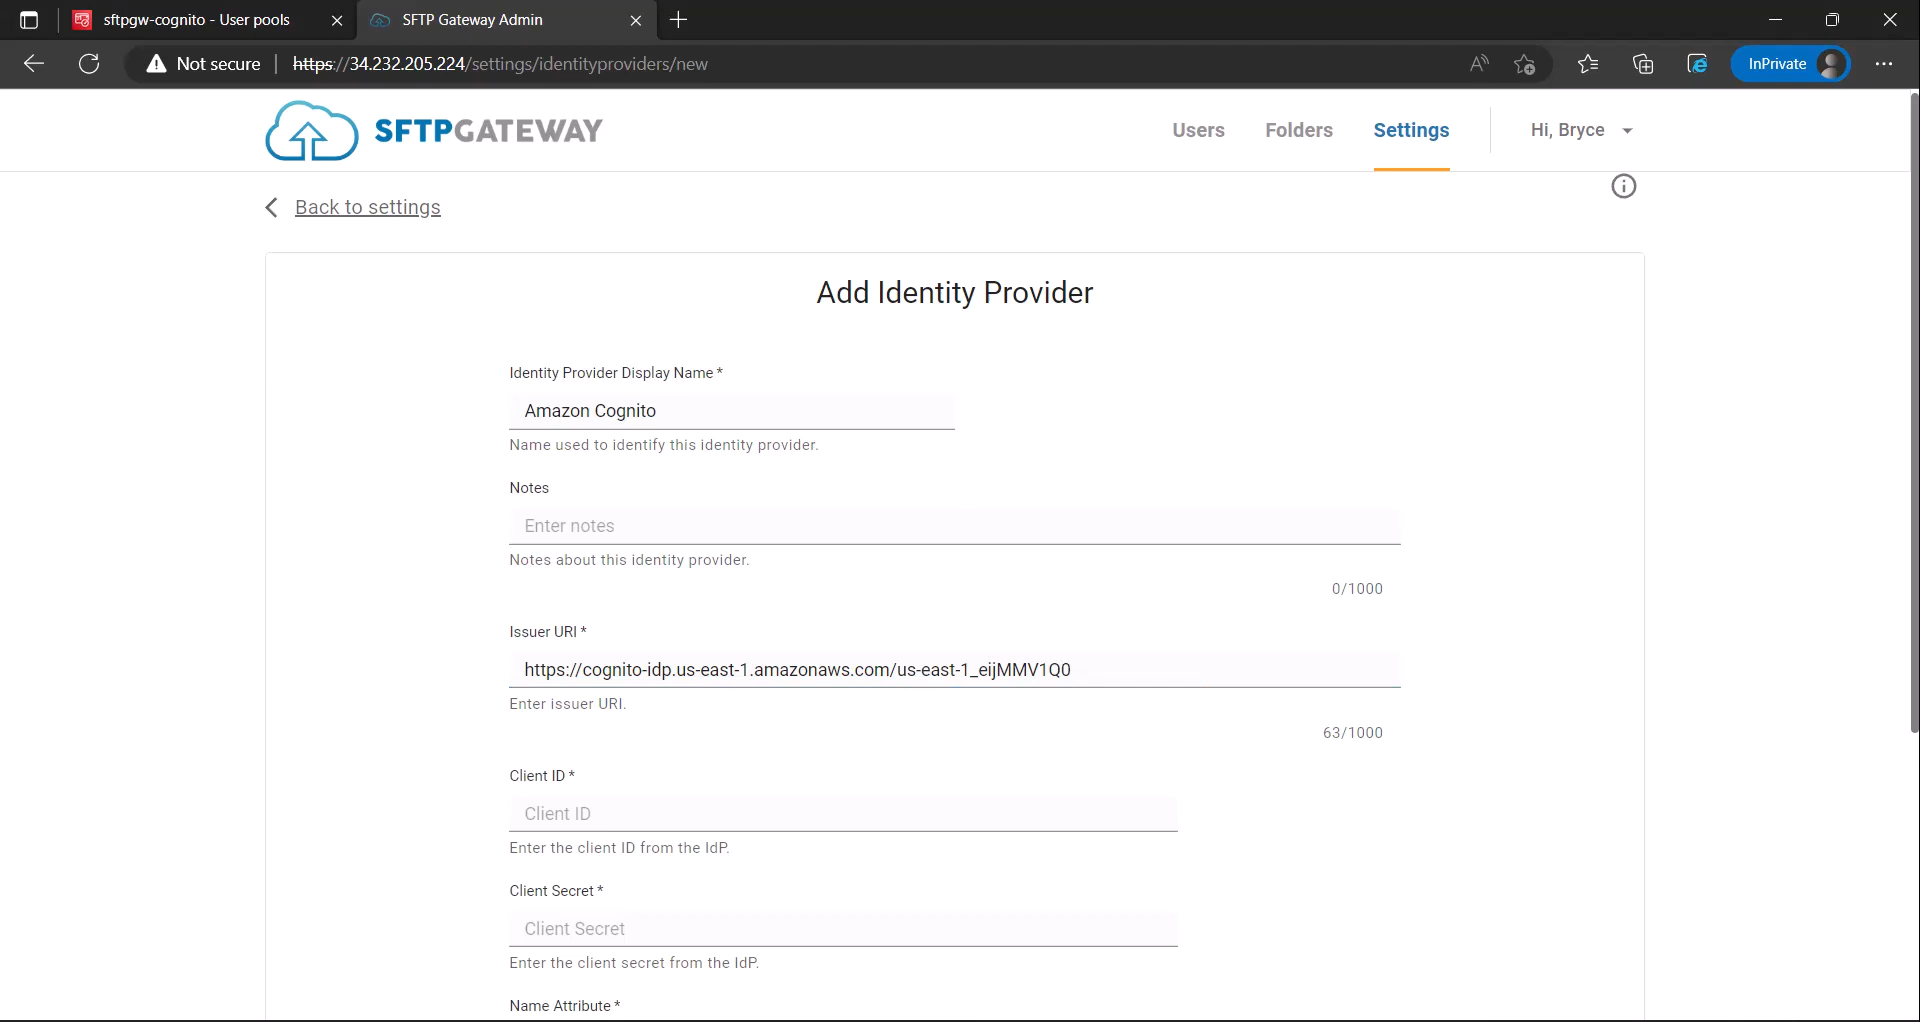 sftpgw-cognito - User pools
SFTP Gateway Admin
Not secure
https://34.232.205.224/settings/identityproviders/new
InPrivate
SFTPGATEWAY
Users
Folders
Settings
Hi, Bryce
Back to settings
Add Identity Provider
Identity Provider Display Name *
Amazon Cognito
Name used to identify this identity provider.
Notes
Enter notes
Notes about this identity provider.
0/1000
Issuer URI *
https://cognito-idp.us-east-1.amazonaws.com/us-east-1_eijMMV1Q0
Enter issuer URI.
63/1000
Client ID *
Client ID
Enter the client ID from the IdP.
Client Secret *
Client Secret
Enter the client secret from the IdP.
Name Attribute *